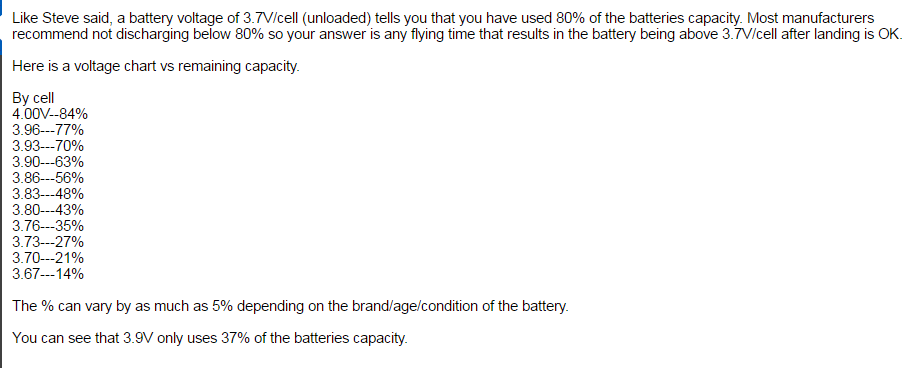 Like Steve said, a battery voltage of 3.7V/cell (unloaded) tells you that you have used 80% of the batteries capacity. Most manufacturers
recommend not discharging below 80% so your answer is any flying time that results in the battery being above 3.7V/cell after landing is OK.
Here is a voltage chart vs remaining capacity.
By cell
4.00V--84%
3.96---77%
3.93---70%
3.90---63%
3.86---56%
3.83---48%
3.80---43%
3.76---35%
3.73---27%
3.70---21%
3.67---14%
The % can vary by as much as 5% depending on the brand/age/condition of the battery.
You can see that 3.9V only uses 37% of the batteries capacity.